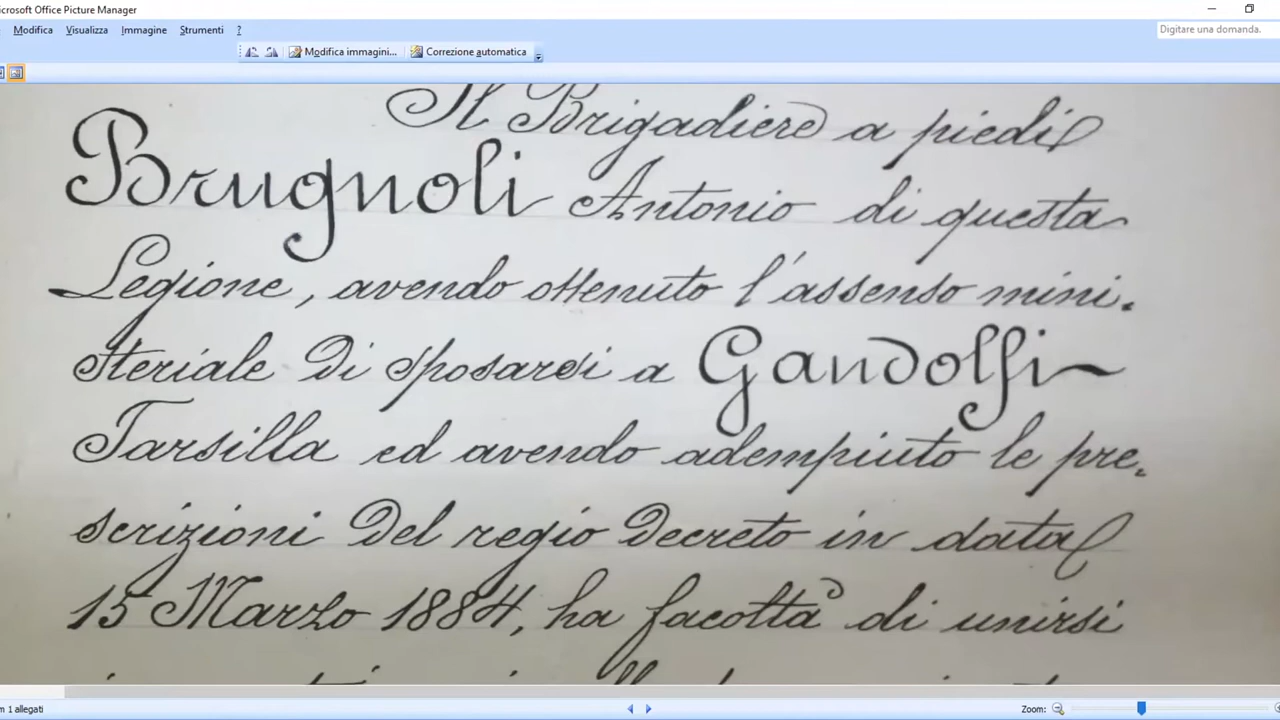 icrosoft Office Picture Manager
Modifica Visualizza Immagine Strumenti ?
Digitare una domanda.
Modifica immagini... Correzione automatica
Il Brigadiere a piedi
Brugnoli Antonio di questa
Legione, avendo ottenuto l'assenso mini.
steriale di sposarsi a Gandolfi
Tarsilla ed avendo adempiuto le pre.
scrizioni del regio decreto in data
15 Marzo 1884, ha facoltà di unirsi
m 1 allegati
Zoom: